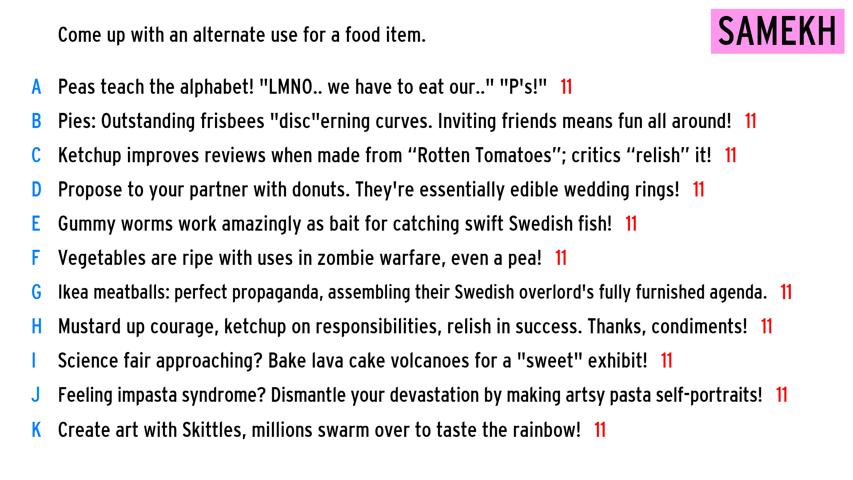 Come up with an alternate use for a food item.
SAMEKH
A Peas teach the alphabet! "LMNO.. we have to eat our.." "P's!" 11
B Pies: Outstanding frisbees "disc"erning curves. Inviting friends means fun all around! 11
C Ketchup improves reviews when made from “Rotten Tomatoes”; critics “relish” it! 11
D Propose to your partner with donuts. They're essentially edible wedding rings! 11
E Gummy worms work amazingly as bait for catching swift Swedish fish! 11
F Vegetables are ripe with uses in zombie warfare, even a pea! 11
G Ikea meatballs: perfect propaganda, assembling their Swedish overlord's fully furnished agenda. 11
H Mustard up courage, ketchup on responsibilities, relish in success. Thanks, condiments! 11
I Science fair approaching? Bake lava cake volcanoes for a "sweet" exhibit! 11
J Feeling impasta syndrome? Dismantle your devastation by making artsy pasta self-portraits! 11
K Create art with Skittles, millions swarm over to taste the rainbow! 11